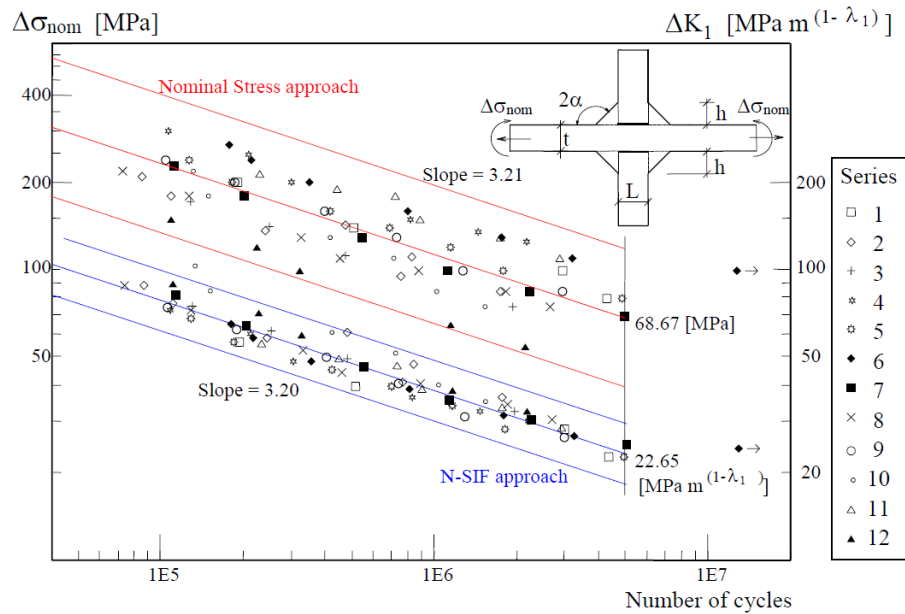 Δσnom [MPa]
ΔK1 [MPa m^(1-λ1)]
Nominal Stress approach
Slope = 3.21
Slope = 3.20
N-SIF approach
68.67 [MPa]
22.65
[MPa m^(1-λ1)]
Δσnom
2α
h
Δσnom
t
h
L
400
300
200
100
50
200
100
50
20
1E5
1E6
1E7
Number of cycles
Series
1
2
3
4
5
6
7
8
9
10
11
12